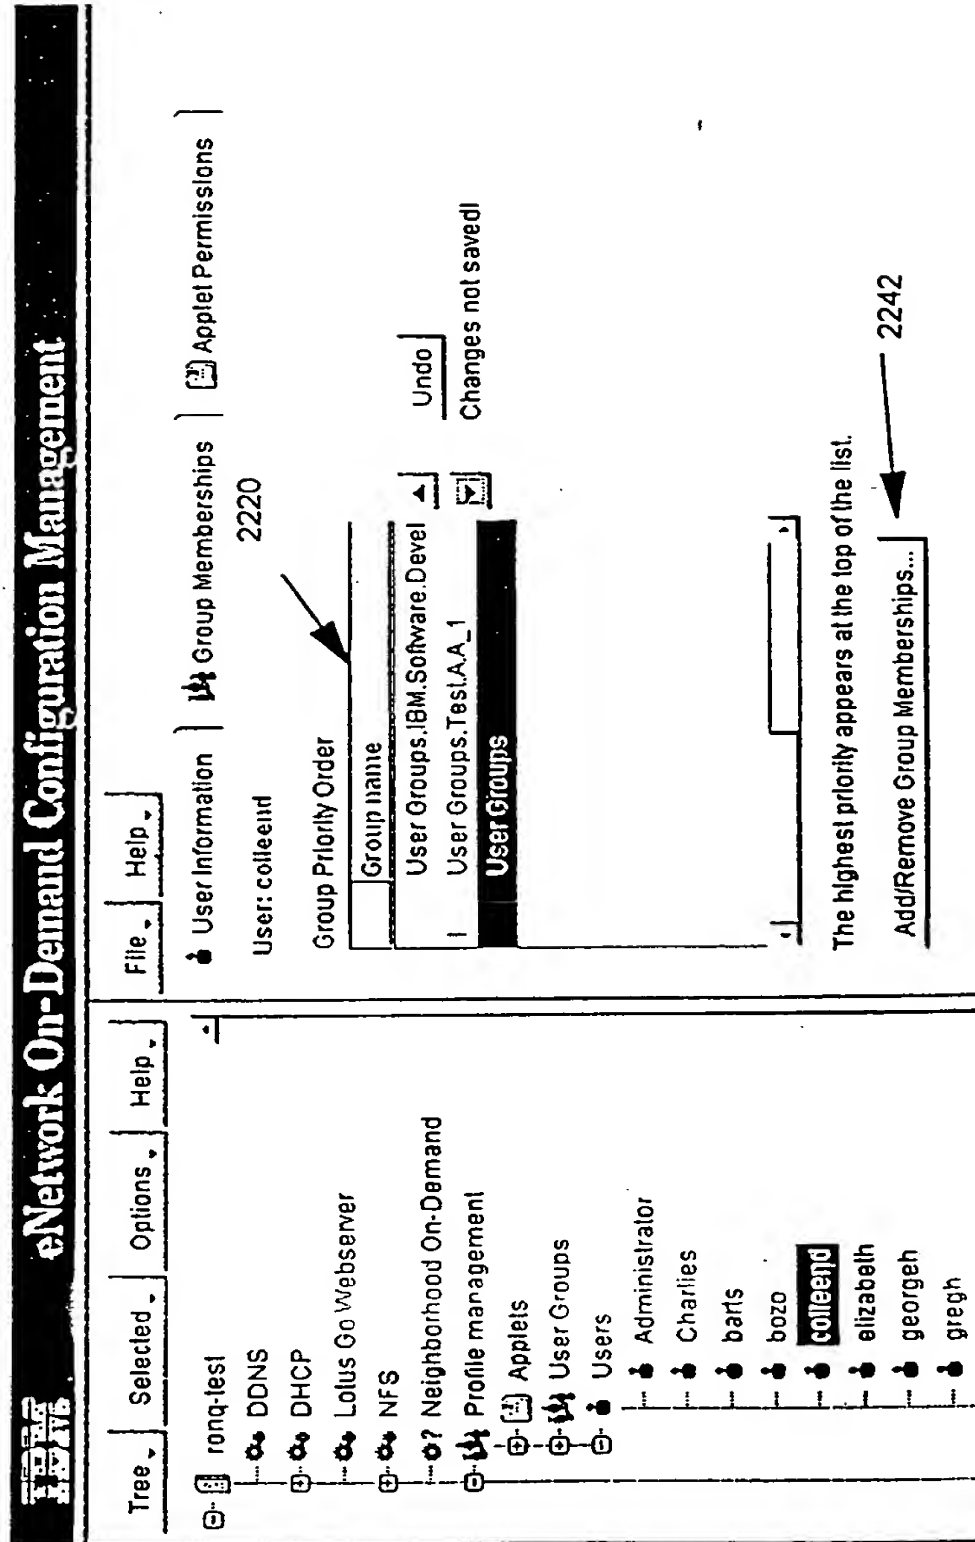 IBM
eNetwork On-Demand Configuration Management
Tree
Selected
Options
Help
ronq-test
DDNS
DHCP
Lotus Go Webserver
NFS
Neighborhood On-Demand
Profile management
Applets
User Groups
Users
Administrator
Charlies
barts
bozo
colleend
elizabeth
georgeh
gregh
File
Help
User Information
Group Memberships
Applet Permissions
User: colleend
2220
Group Priority Order
Group name
User Groups.IBM.Software.Devel
User Groups.Test.A.A_1
User Groups
Undo
Changes not saved!
The highest priority appears at the top of the list.
Add/Remove Group Memberships...
2242